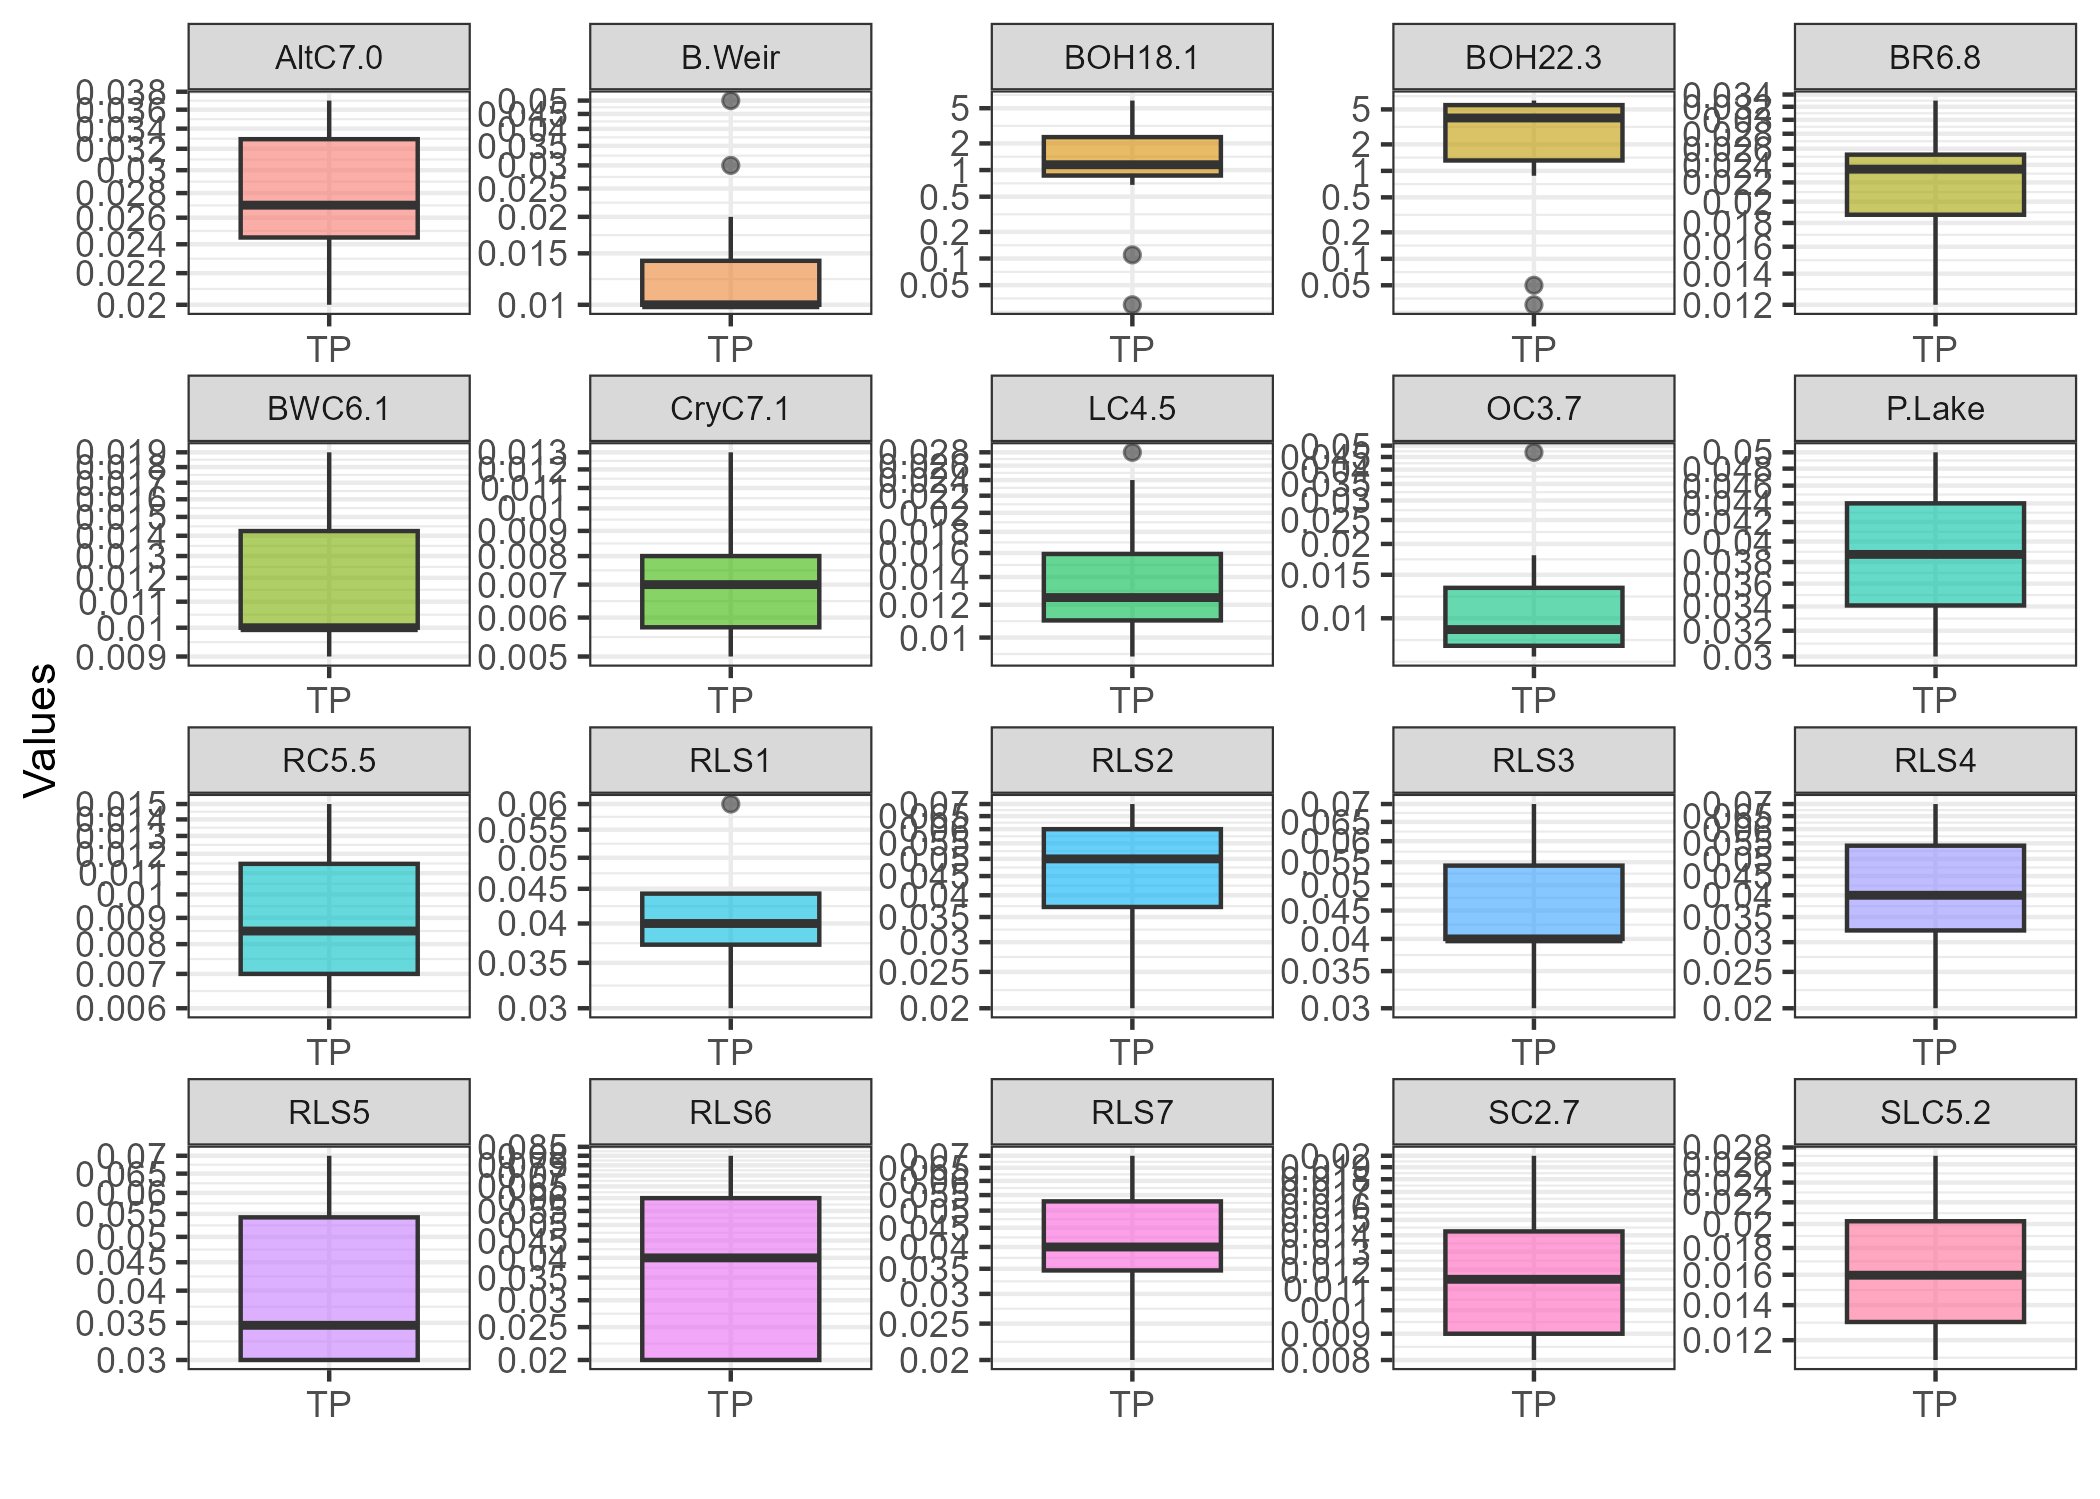 AltC7.0 B.Weir BOH18.1 BOH22.3 BR6.8
0.038 0.036 0.034 0.032 0.03 0.028 0.026 0.024 0.022 0.02
0.05 0.045 0.04 0.035 0.03 0.025 0.02 0.015 0.01
5 2 1 0.5 0.2 0.1 0.05
5 2 1 0.5 0.2 0.1 0.05
0.034 0.032 0.03 0.028 0.026 0.024 0.022 0.02 0.018 0.016 0.014 0.012
TP TP TP TP TP
BWC6.1 CryC7.1 LC4.5 OC3.7 P.Lake
0.019 0.018 0.017 0.016 0.015 0.014 0.013 0.012 0.011 0.01 0.009
0.013 0.012 0.011 0.01 0.009 0.008 0.007 0.006 0.005
0.028 0.026 0.024 0.022 0.02 0.018 0.016 0.014 0.012 0.01
0.05 0.045 0.04 0.035 0.03 0.025 0.02 0.015 0.01
0.05 0.048 0.046 0.044 0.042 0.04 0.038 0.036 0.034 0.032 0.03
TP TP TP TP TP
Values
RC5.5 RLS1 RLS2 RLS3 RLS4
0.015 0.014 0.013 0.012 0.011 0.01 0.009 0.008 0.007 0.006
0.06 0.055 0.05 0.045 0.04 0.035 0.03
0.07 0.065 0.06 0.055 0.05 0.045 0.04 0.035 0.03 0.025 0.02
0.07 0.065 0.06 0.055 0.05 0.045 0.04 0.035 0.03
0.07 0.065 0.06 0.055 0.05 0.045 0.04 0.035 0.03 0.025 0.02
TP TP TP TP TP
RLS5 RLS6 RLS7 SC2.7 SLC5.2
0.07 0.065 0.06 0.055 0.05 0.045 0.04 0.035 0.03
0.085 0.08 0.075 0.07 0.065 0.06 0.055 0.05 0.045 0.04 0.035 0.03 0.025 0.02
0.07 0.065 0.06 0.055 0.05 0.045 0.04 0.035 0.03 0.025 0.02
0.02 0.019 0.018 0.017 0.016 0.015 0.014 0.013 0.012 0.011 0.01 0.009 0.008
0.028 0.026 0.024 0.022 0.02 0.018 0.016 0.014 0.012
TP TP TP TP TP